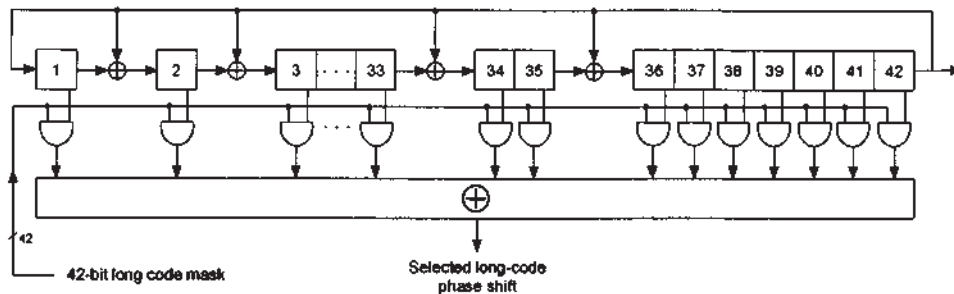 1 2 3 . . . . 33 34 35 36 37 38 39 40 41 42
. . . .
42
42-bit long code mask
Selected long-code
phase shift